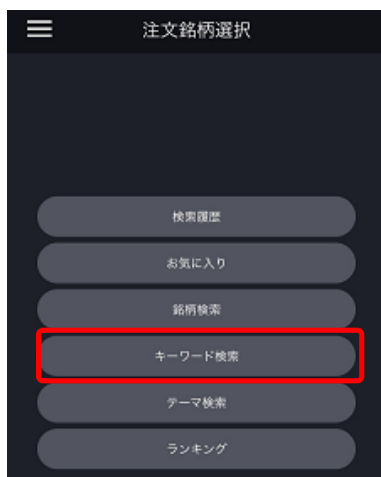 注文銘柄選択
検索履歴
お気に入り
銘柄検索
キーワード検索
テーマ検索
ランキング